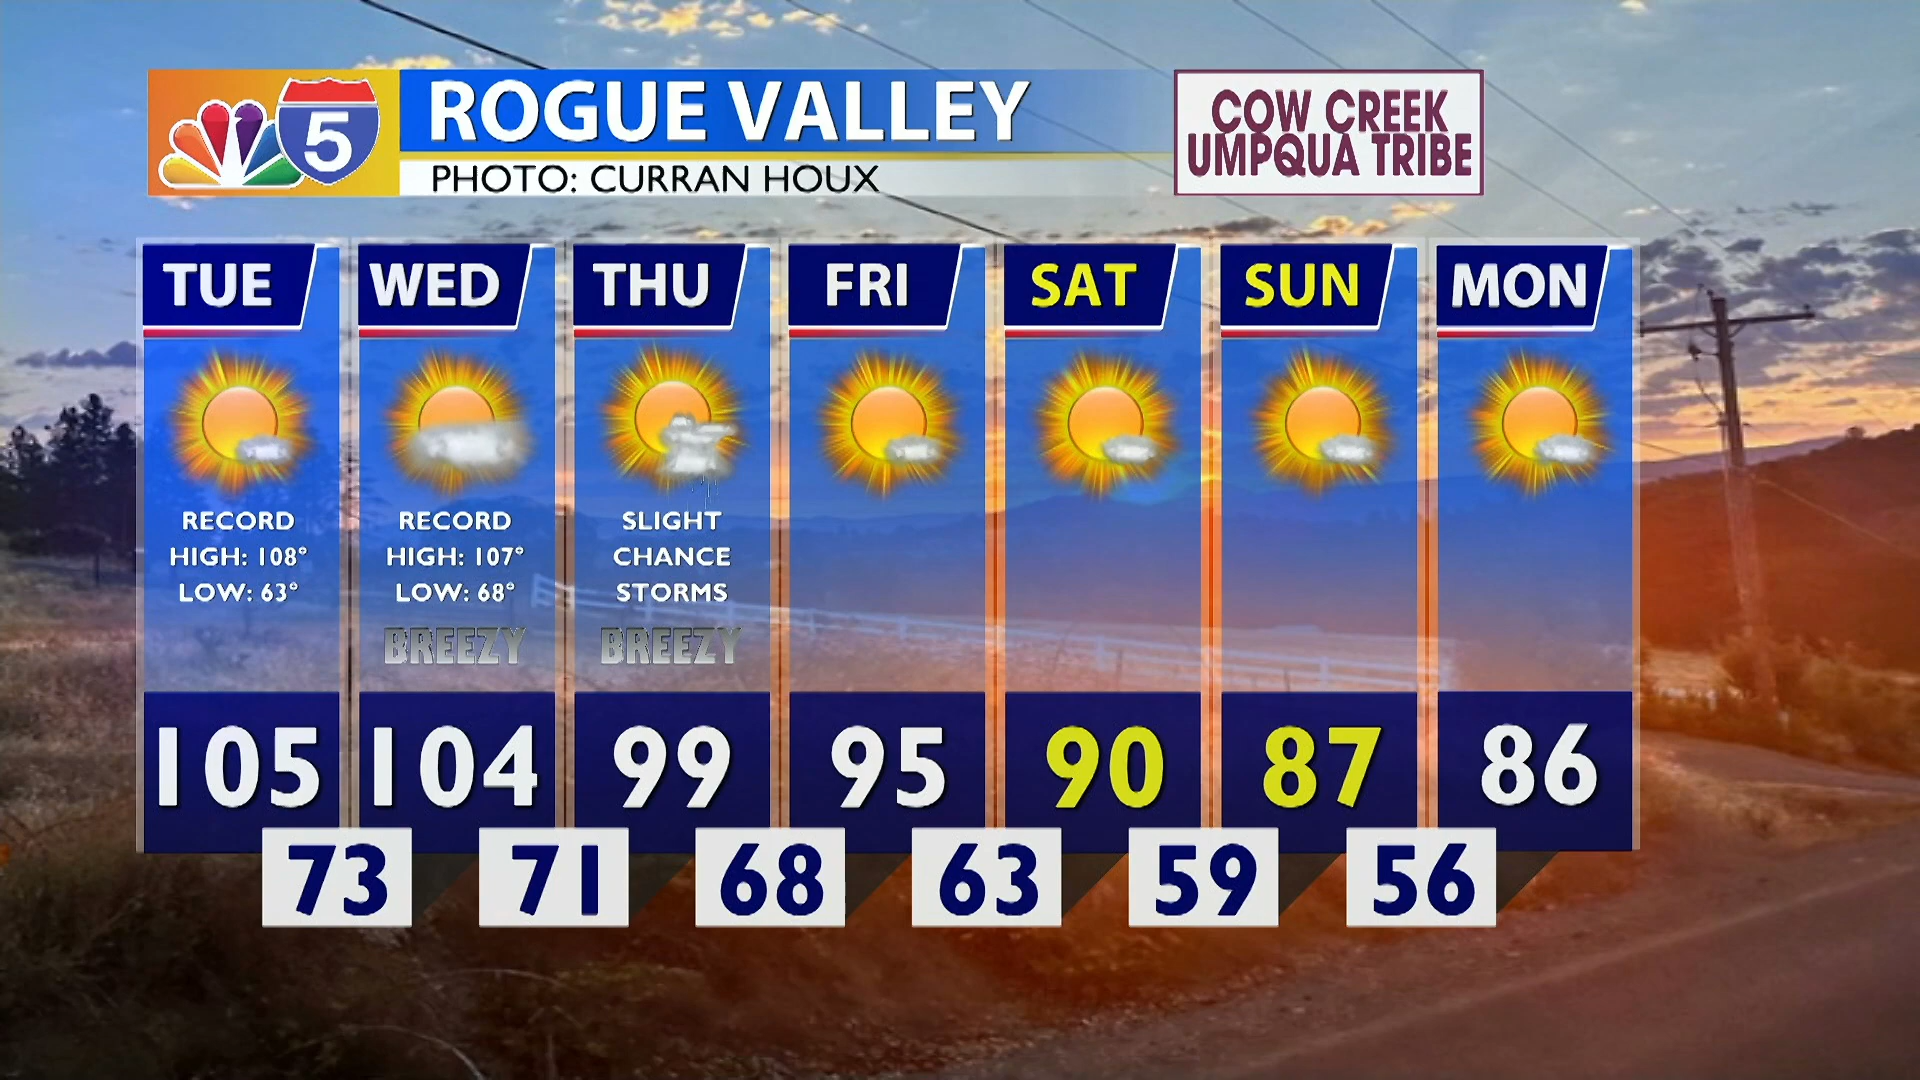 5
ROGUE VALLEY
PHOTO: CURRAN HOUX
COW CREEK
UMPQUA TRIBE
TUE
WED
THU
FRI
SAT
SUN
MON
RECORD
HIGH: 108°
LOW: 63°
RECORD
HIGH: 107°
LOW: 68°
BREEZY
SLIGHT
CHANCE
STORMS
BREEZY
105
104
99
95
90
87
86
73
71
68
63
59
56